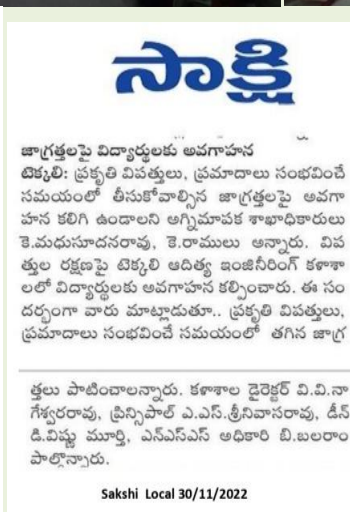 సాక్షి
జాగ్రత్తలపై విద్యార్థులకు అవగాహన
టెక్కలి: ప్రకృతి విపత్తులు, ప్రమాదాలు సంభవించే
సమయంలో తీసుకోవాల్సిన జాగ్రత్తలపై అవగా
హన కలిగి ఉండాలని అగ్నిమాపక శాఖాధికారులు
కె.మధుసూదనరావు, కె.రాములు అన్నారు. విప
త్తుల రక్షణపై టెక్కలి ఆదిత్య ఇంజినీరింగ్ కళాశా
లలో విద్యార్థులకు అవగాహన కల్పించారు. ఈ సం
దర్భంగా వారు మాట్లాడుతూ.. ప్రకృతి విపత్తులు,
ప్రమాదాలు సంభవించే సమయంలో తగిన జాగ్ర
త్తలు పాటించాలన్నారు. కళాశాల డైరెక్టర్ వి.వి.నా
గేశ్వరరావు, ప్రిన్సిపాల్ ఎ.ఎస్.శ్రీనివాసరావు, డీన్
డి.విష్ణు మూర్తి, ఎన్ఎస్ఎస్ అధికారి బి.బలరాం
పాల్గొన్నారు.
Sakshi Local 30/11/2022